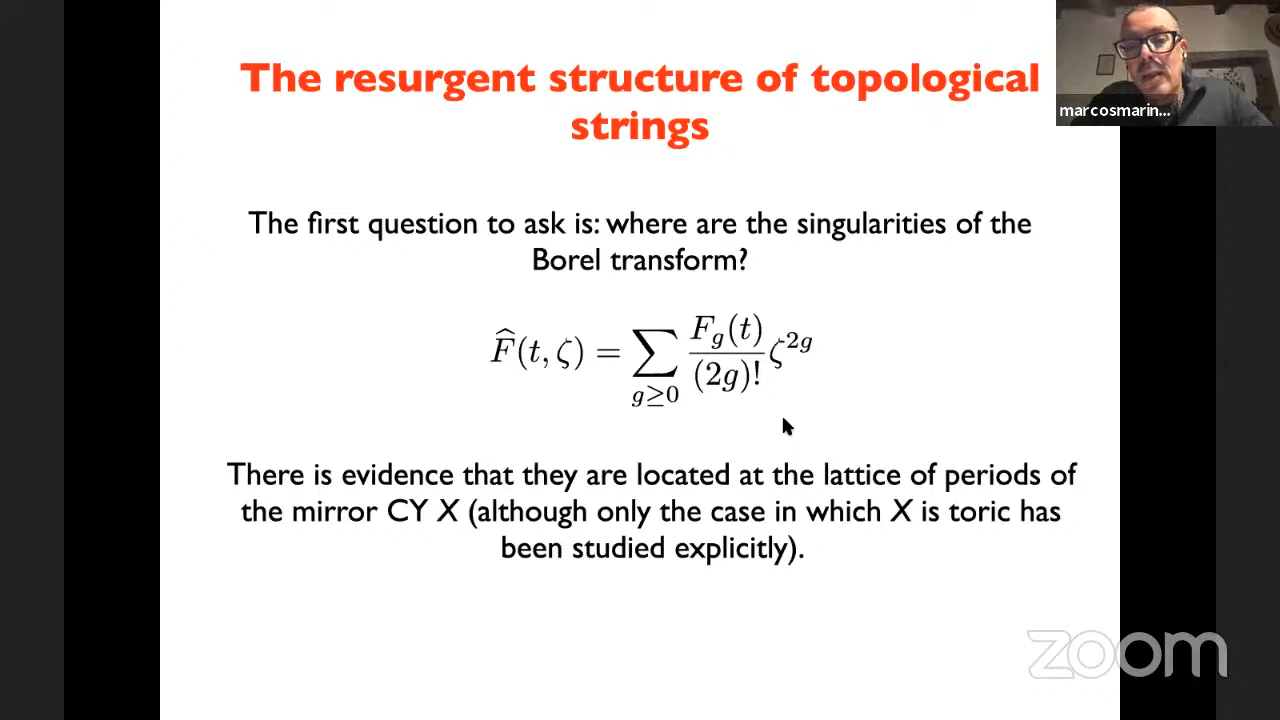 The resurgent structure of topological
strings
marcosmarin...
The first question to ask is: where are the singularities of the
Borel transform?
F̂(t, ζ) = ∑_{g≥0} F_g(t)/(2g)! ζ^{2g}
There is evidence that they are located at the lattice of periods of
the mirror CY X (although only the case in which X is toric has
been studied explicitly).
zoom